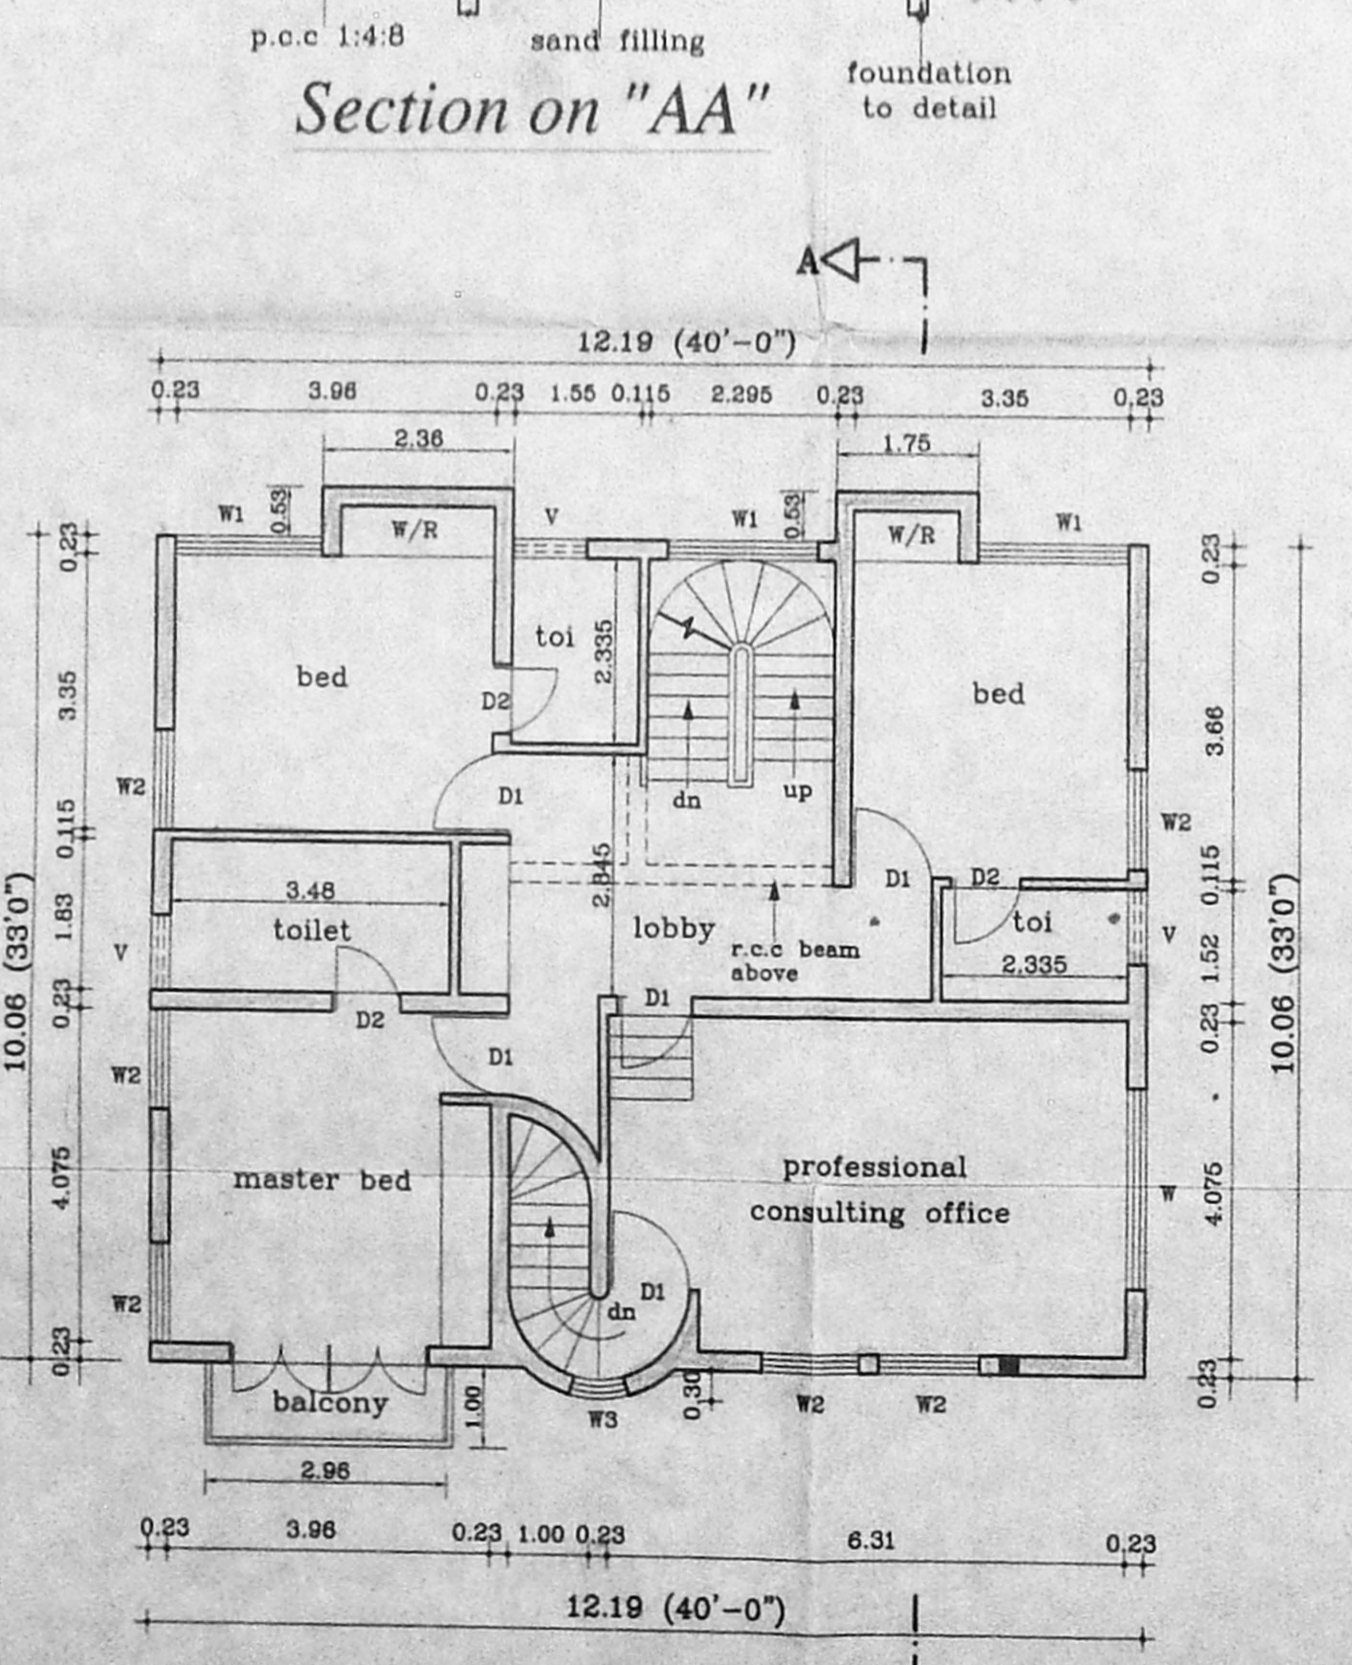 p.c.c 1:4:8
sand filling
foundation
to detail
Section on "AA"
A
12.19 (40'-0")
0.23 3.96 0.23 1.55 0.115 2.295 0.23 3.35 0.23
2.36
1.75
0.53
0.53
W1
W/R
V
W1
W/R
W1
0.23
0.23
toi
2.335
bed
bed
D2
3.35
3.66
W2
D1
dn
up
W2
0.115
0.115
2.845
D1
D2
3.48
toilet
lobby
r.c.c beam
above
toi
2.335
1.83
V
V
1.52
10.06 (33'0")
10.06 (33'0")
0.23
D2
D1
0.23
W2
D1
master bed
professional
consulting office
4.075
W
4.075
W2
D1
dn
0.23
balcony
1.00
W3
0.30
W2
W2
0.23
2.96
0.23 3.96 0.23 1.00 0.23 6.31 0.23
12.19 (40'-0")